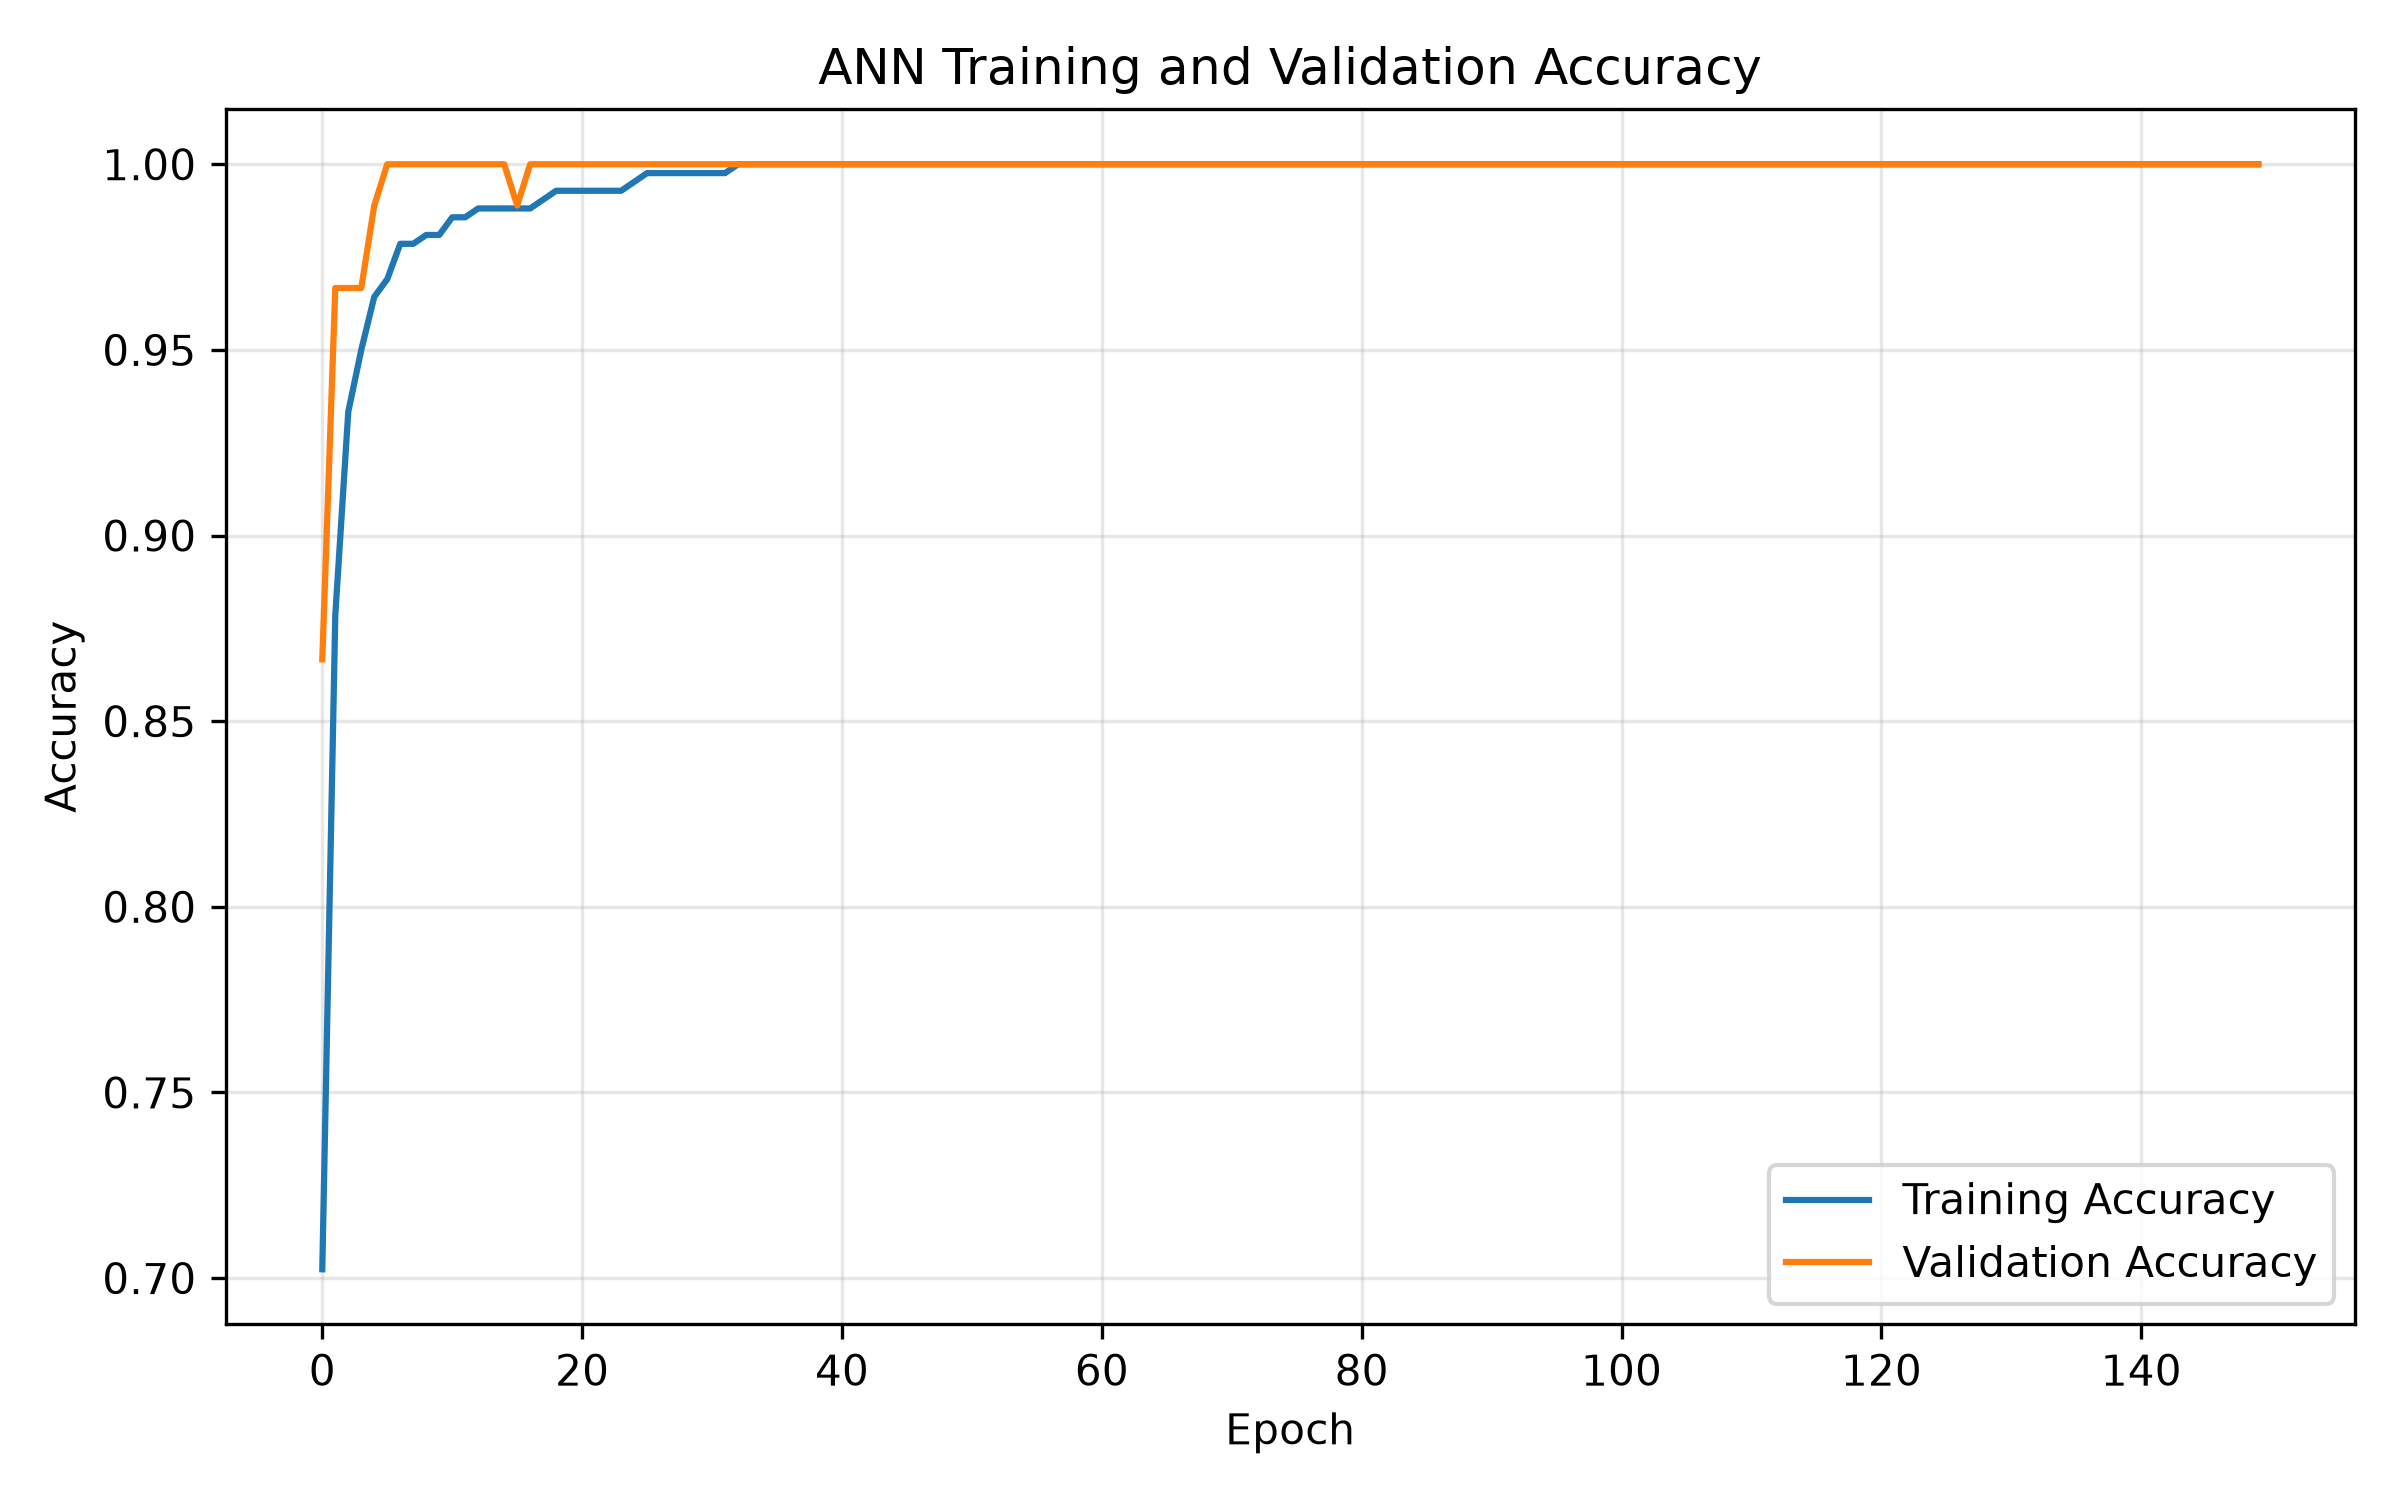 ANN Training and Validation Accuracy
1.00
0.95
0.90
0.85
0.80
0.75
0.70
Accuracy
Training Accuracy
Validation Accuracy
0 20 40 60 80 100 120 140
Epoch